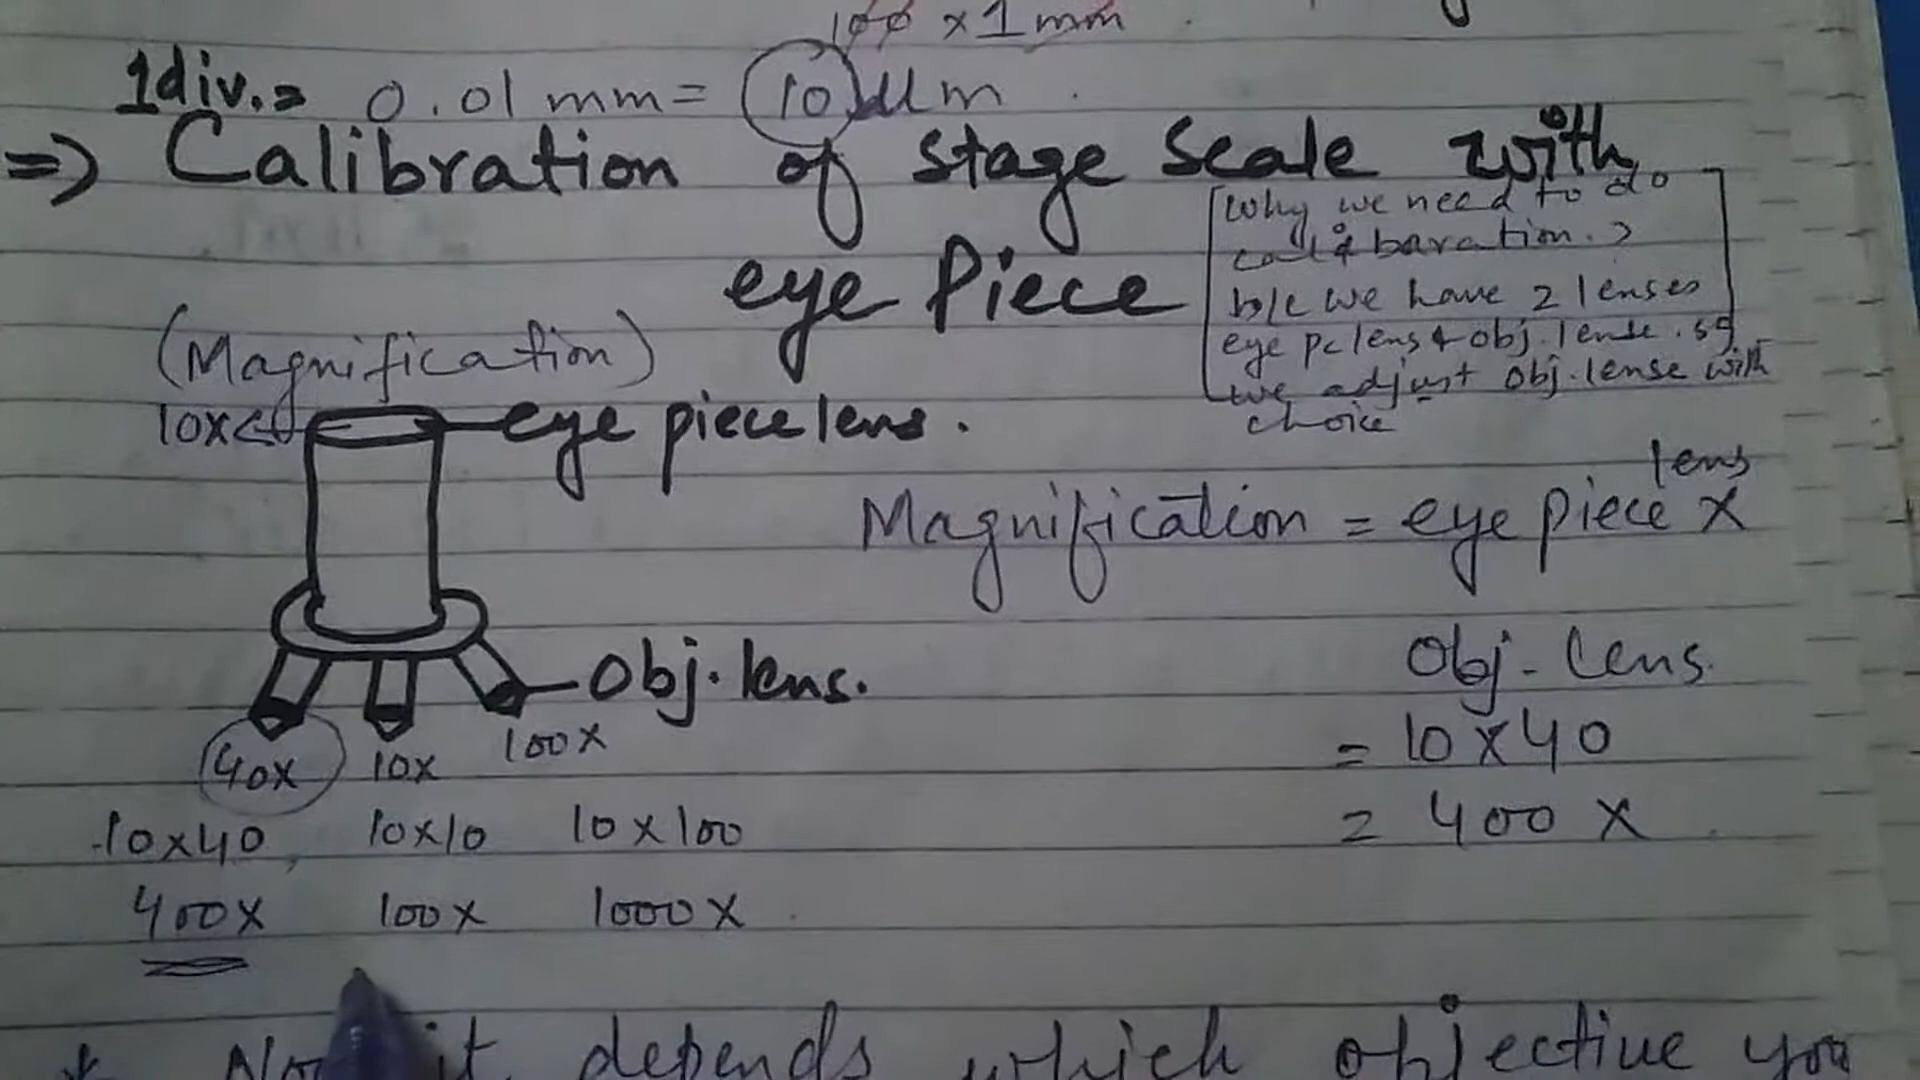 100 x 1 mm
1div. = 0.01 mm = 10 µm
=> Calibration of stage scale with
eye Piece
[Why we need to do
calibaration.?
b/c we have 2 lenses
eye pc lens & obj. lense. so
we adjust obj. lense with
choice]
(Magnification)
10x eye piece lens.
Magnification = eye piece lens x
Obj. lens.
Obj- lens.
= 10 x 40
= 400 x
40x 10x 100x
10x40, 10x10 10x100
400x 100x 1000x
* Now it depends which objective you